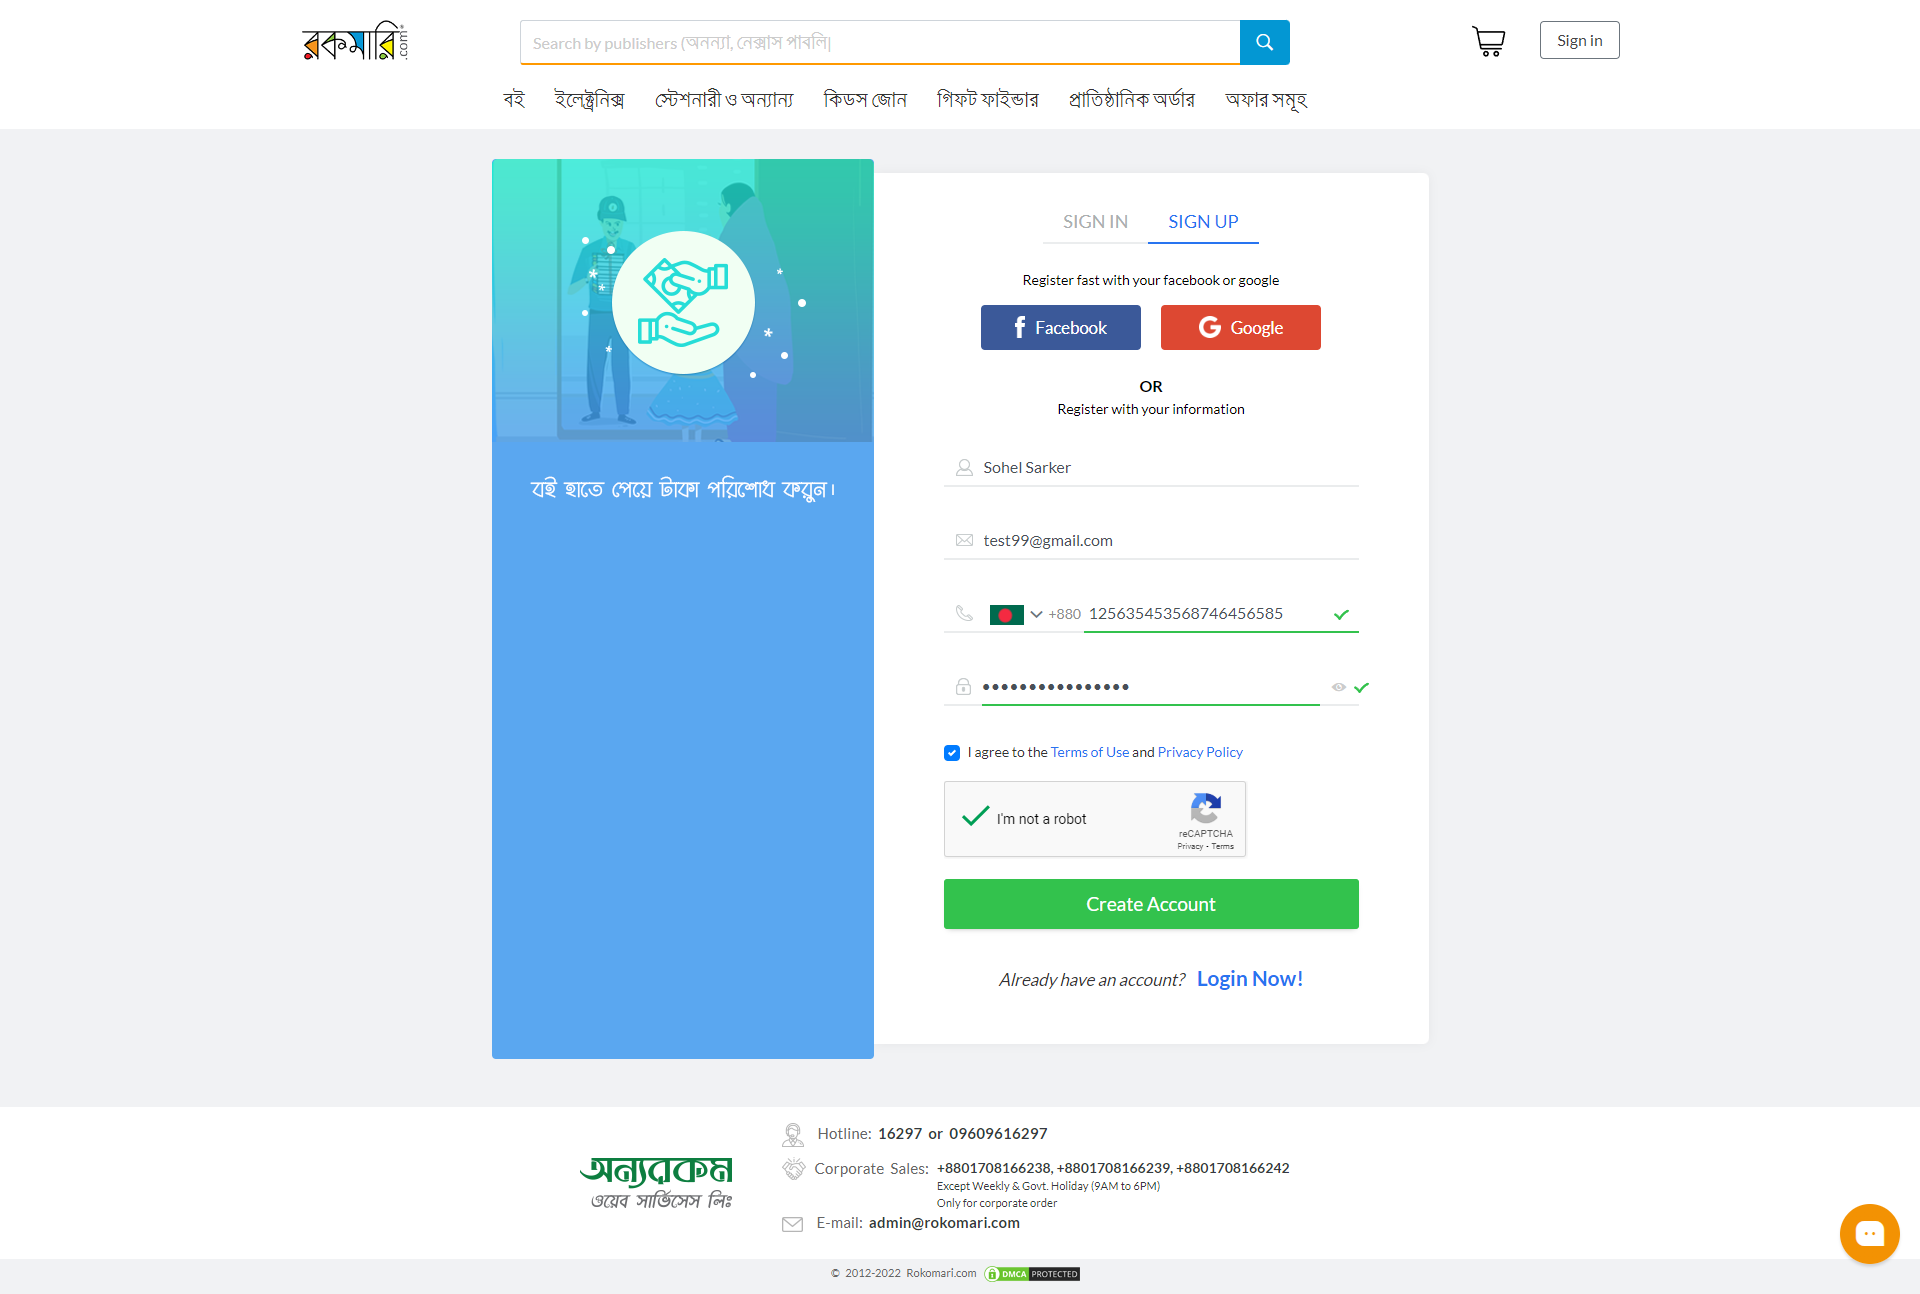 রকমারি.com
Search by publishers (অনন্যা, নেক্সাস পাবলি|
Sign in
বই ইলেক্ট্রনিক্স স্টেশনারী ও অন্যান্য কিডস জোন গিফট ফাইন্ডার প্রাতিষ্ঠানিক অর্ডার অফার সমূহ
বই হাতে পেয়ে টাকা পরিশোধ করুন।
SIGN IN SIGN UP
Register fast with your facebook or google
Facebook Google
OR
Register with your information
Sohel Sarker
test99@gmail.com
+880 125635453568746456585
I agree to the Terms of Use and Privacy Policy
I'm not a robot
reCAPTCHA
Privacy - Terms
Create Account
Already have an account? Login Now!
অন্যরকম
ওয়েব সার্ভিসেস লিঃ
Hotline: 16297 or 09609616297
Corporate Sales: +8801708166238, +8801708166239, +8801708166242
Except Weekly & Govt. Holiday (9AM to 6PM)
Only for corporate order
E-mail: admin@rokomari.com
© 2012-2022 Rokomari.com DMCA PROTECTED